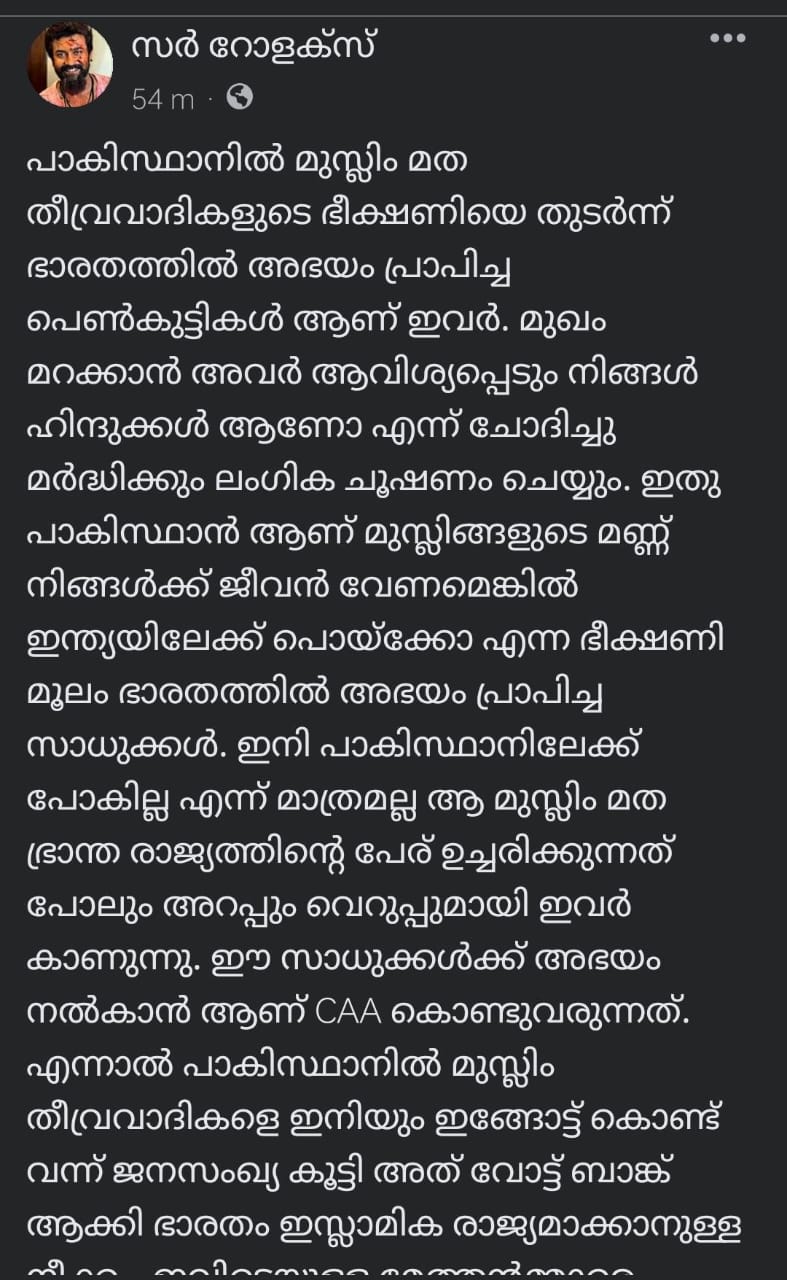 സർ റോളക്സ്
54 m ·
പാകിസ്ഥാനിൽ മുസ്ലിം മത
തീവ്രവാദികളുടെ ഭീക്ഷണിയെ തുടർന്ന്
ഭാരതത്തിൽ അഭയം പ്രാപിച്ച
പെൺകുട്ടികൾ ആണ് ഇവർ. മുഖം
മറക്കാൻ അവർ ആവിശ്യപ്പെടും നിങ്ങൾ
ഹിന്ദുക്കൾ ആണോ എന്ന് ചോദിച്ചു
മർദ്ധിക്കും ലംഗിക ചൂഷണം ചെയ്യും. ഇതു
പാകിസ്ഥാൻ ആണ് മുസ്ലിങ്ങളുടെ മണ്ണ്
നിങ്ങൾക്ക് ജീവൻ വേണമെങ്കിൽ
ഇന്ത്യയിലേക്ക് പൊയ്ക്കോ എന്ന ഭീക്ഷണി
മൂലം ഭാരതത്തിൽ അഭയം പ്രാപിച്ച
സാധുക്കൾ. ഇനി പാകിസ്ഥാനിലേക്ക്
പോകില്ല എന്ന് മാത്രമല്ല ആ മുസ്ലിം മത
ഭ്രാന്ത രാജ്യത്തിന്റെ പേര് ഉച്ചരിക്കുന്നത്
പോലും അറപ്പും വെറുപ്പുമായി ഇവർ
കാണുന്നു. ഈ സാധുക്കൾക്ക് അഭയം
നൽകാൻ ആണ് CAA കൊണ്ടുവരുന്നത്.
എന്നാൽ പാകിസ്ഥാനിൽ മുസ്ലിം
തീവ്രവാദികളെ ഇനിയും ഇങ്ങോട്ട് കൊണ്ട്
വന്ന് ജനസംഖ്യ കൂട്ടി അത് വോട്ട് ബാങ്ക്
ആക്കി ഭാരതം ഇസ്ലാമിക രാജ്യമാക്കാനുള്ള